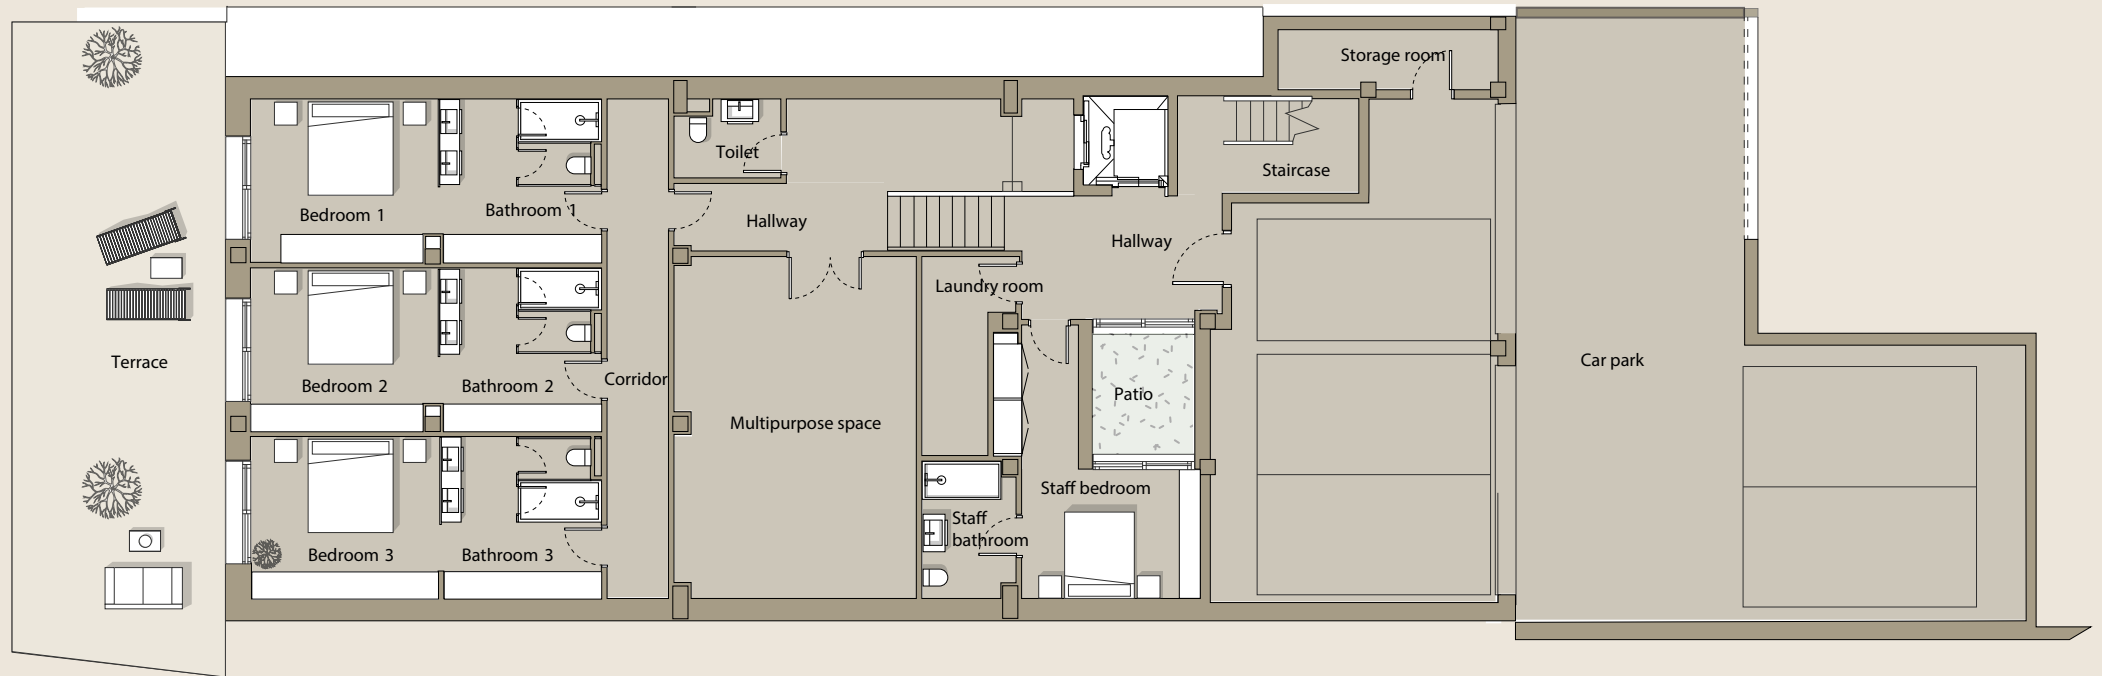 Storage room
Toilet
Staircase
Bedroom 1
Bathroom 1
Hallway
Hallway
Laundry room
Terrace
Bedroom 2
Bathroom 2
Corridor
Car park
Patio
Multipurpose space
Staff bedroom
Staff
bathroom
Bedroom 3
Bathroom 3